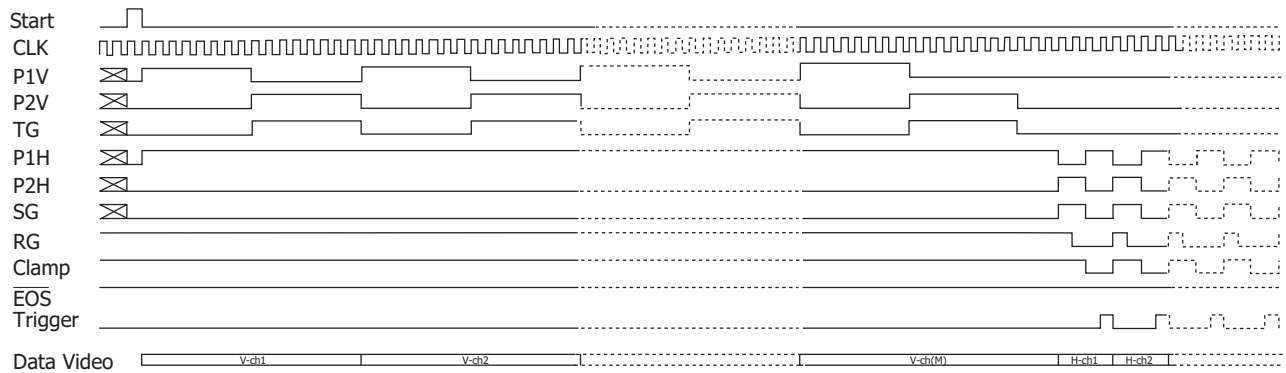 Start
CLK
P1V
P2V
TG
P1H
P2H
SG
RG
Clamp
EOS
Trigger
Data Video V-ch1 V-ch2 V-ch(M) H-ch1 H-ch2